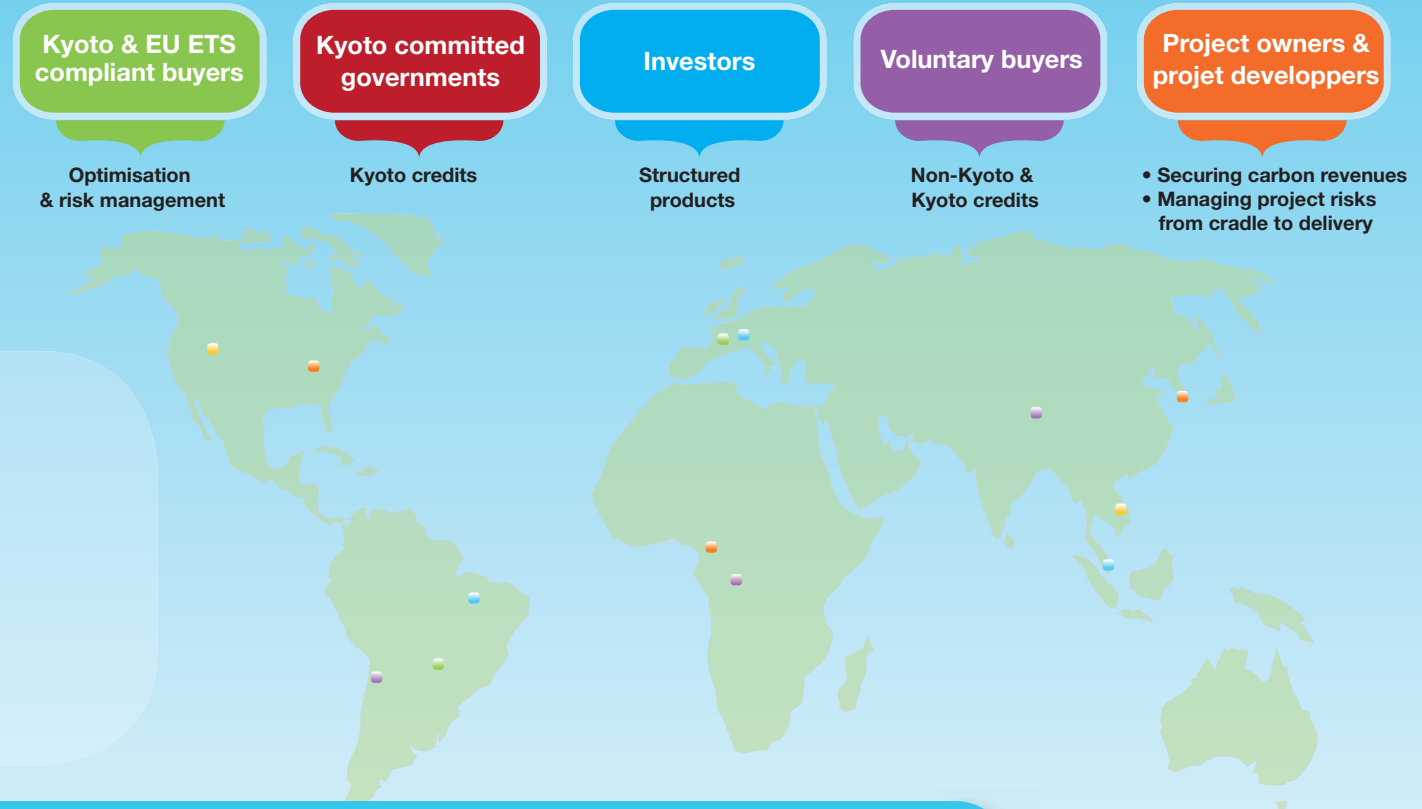 Kyoto & EU ETS
compliant buyers
Optimisation
& risk management
Kyoto committed
governments
Kyoto credits
Investors
Structured
products
Voluntary buyers
Non-Kyoto &
Kyoto credits
Project owners &
projet developpers
• Securing carbon revenues
• Managing project risks
from cradle to delivery